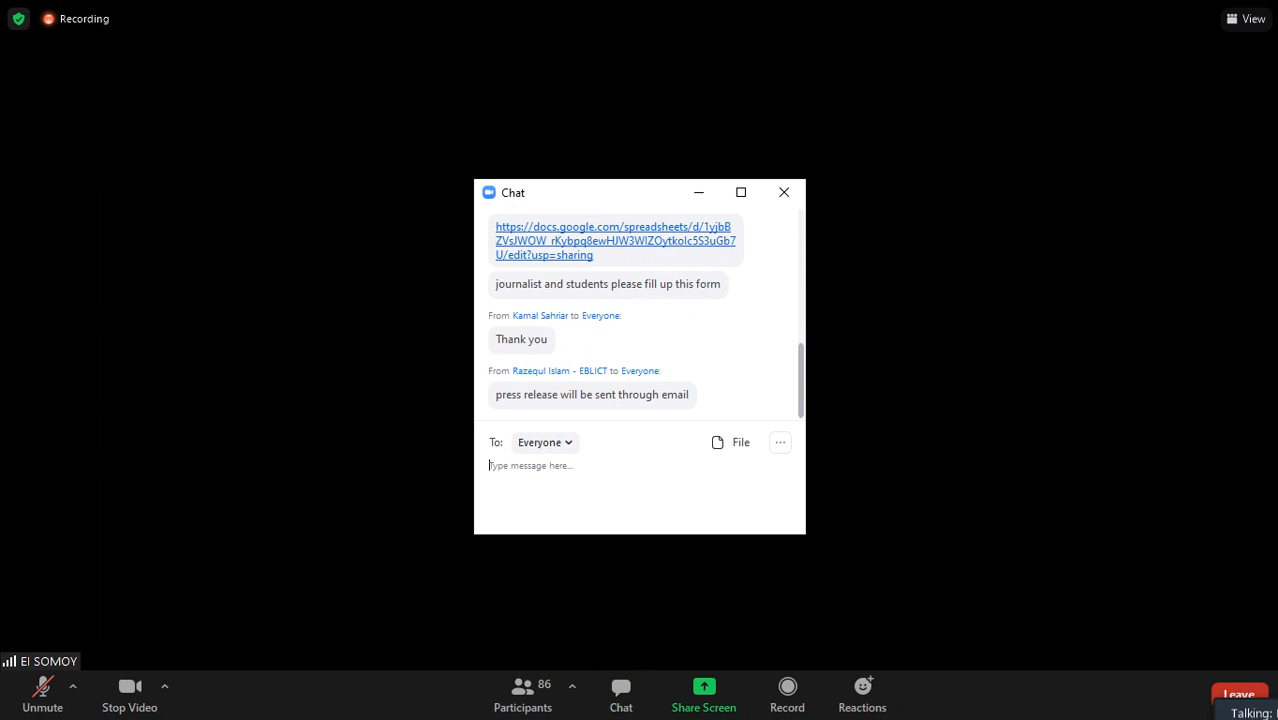 Recording
View
Chat
https://docs.google.com/spreadsheets/d/1yjbB
ZVsJWOW_rKybpq8ewHJW3WlZOytkolc5S3uGb7
U/edit?usp=sharing
journalist and students please fill up this form
From Kamal Sahriar to Everyone:
Thank you
From Razequl Islam - EBLICT to Everyone:
press release will be sent through email
To: Everyone File
Type message here...
EI SOMOY
86
Unmute Stop Video Participants Chat Share Screen Record Reactions Leave
Talking: